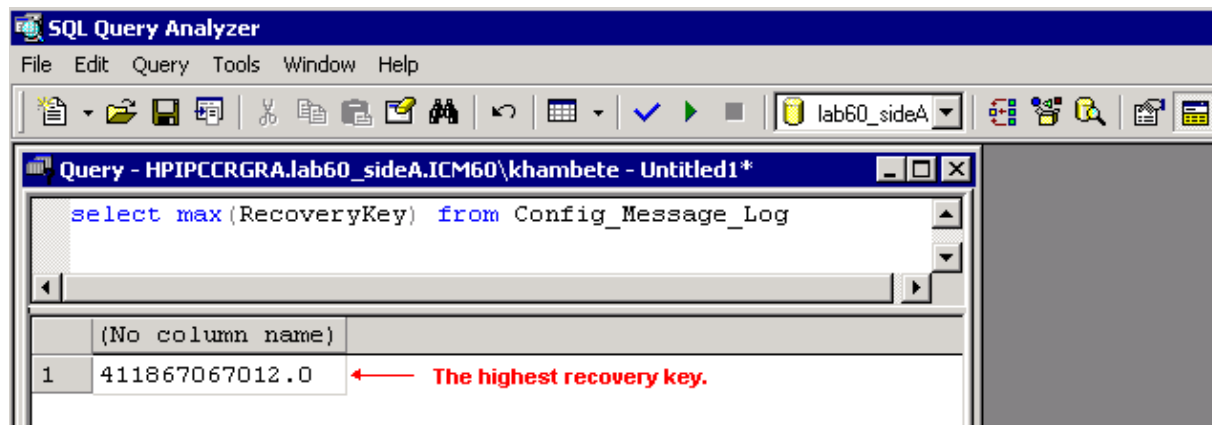 SQL Query Analyzer
File Edit Query Tools Window Help
lab60_sideA
Query - HPIPCCRGRA.lab60_sideA.ICM60\khambete - Untitled1*
select max(RecoveryKey) from Config_Message_Log
(No column name)
1 411867067012.0 The highest recovery key.